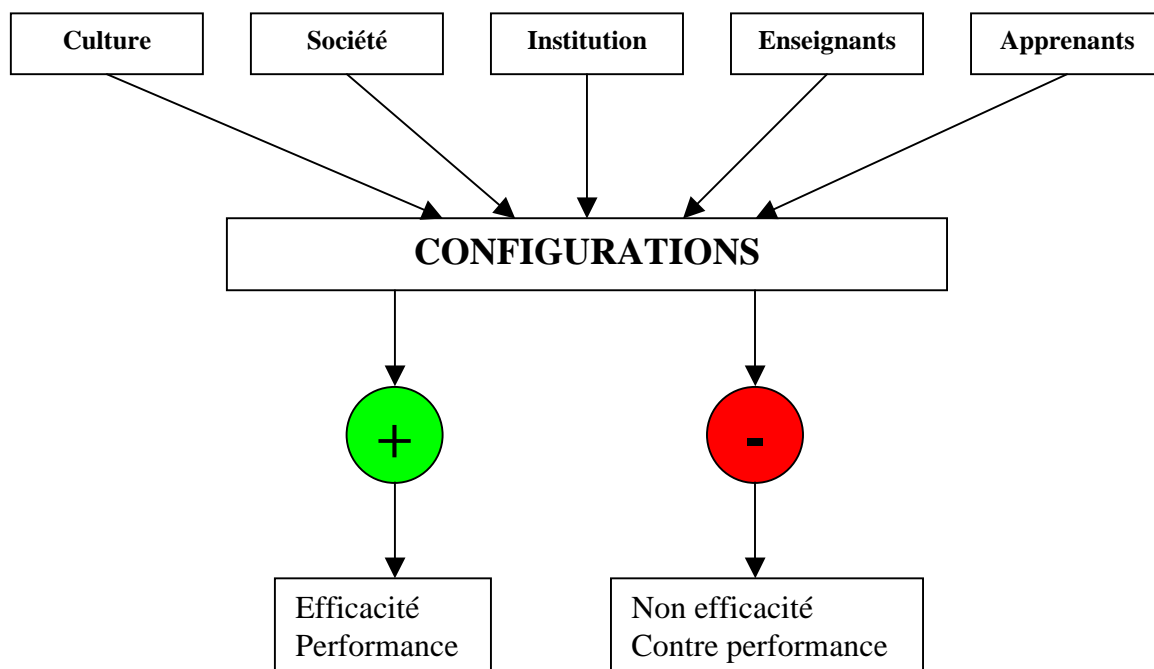 Culture
Société
Institution
Enseignants
Apprenants
CONFIGURATIONS
+
-
Efficacité
Performance
Non efficacité
Contre performance